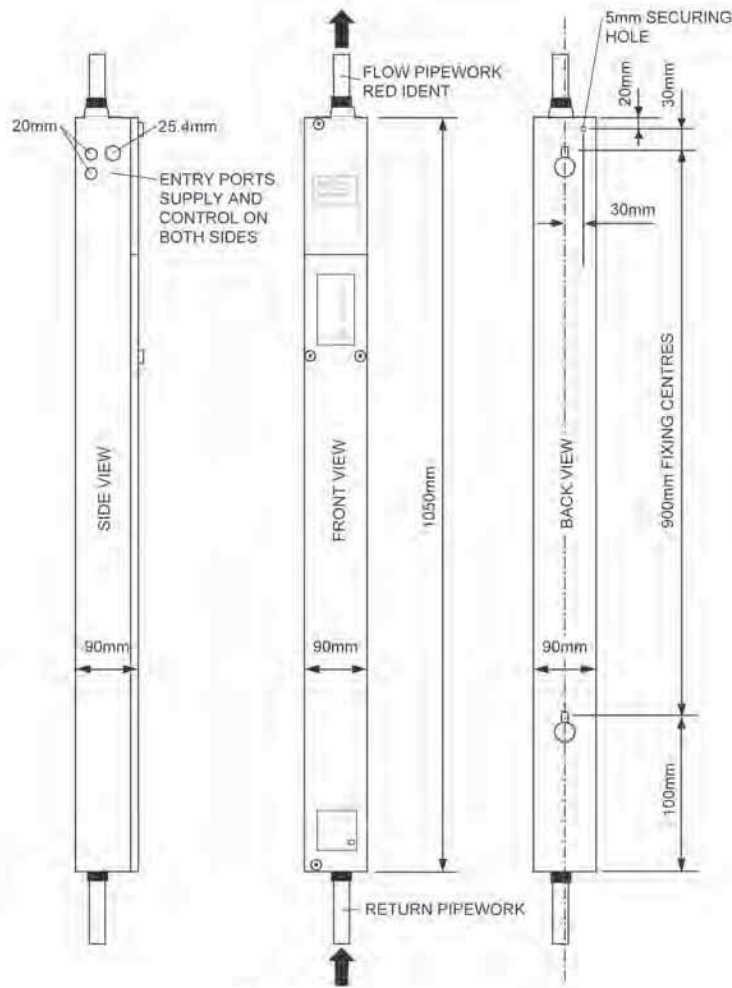 5mm SECURING
HOLE
FLOW PIPEWORK
RED IDENT
20mm
30mm
20mm
25.4mm
ENTRY PORTS
SUPPLY AND
CONTROL ON
BOTH SIDES
30mm
SIDE VIEW
FRONT VIEW
1050mm
BACK VIEW
900mm FIXING CENTRES
90mm
90mm
90mm
100mm
RETURN PIPEWORK